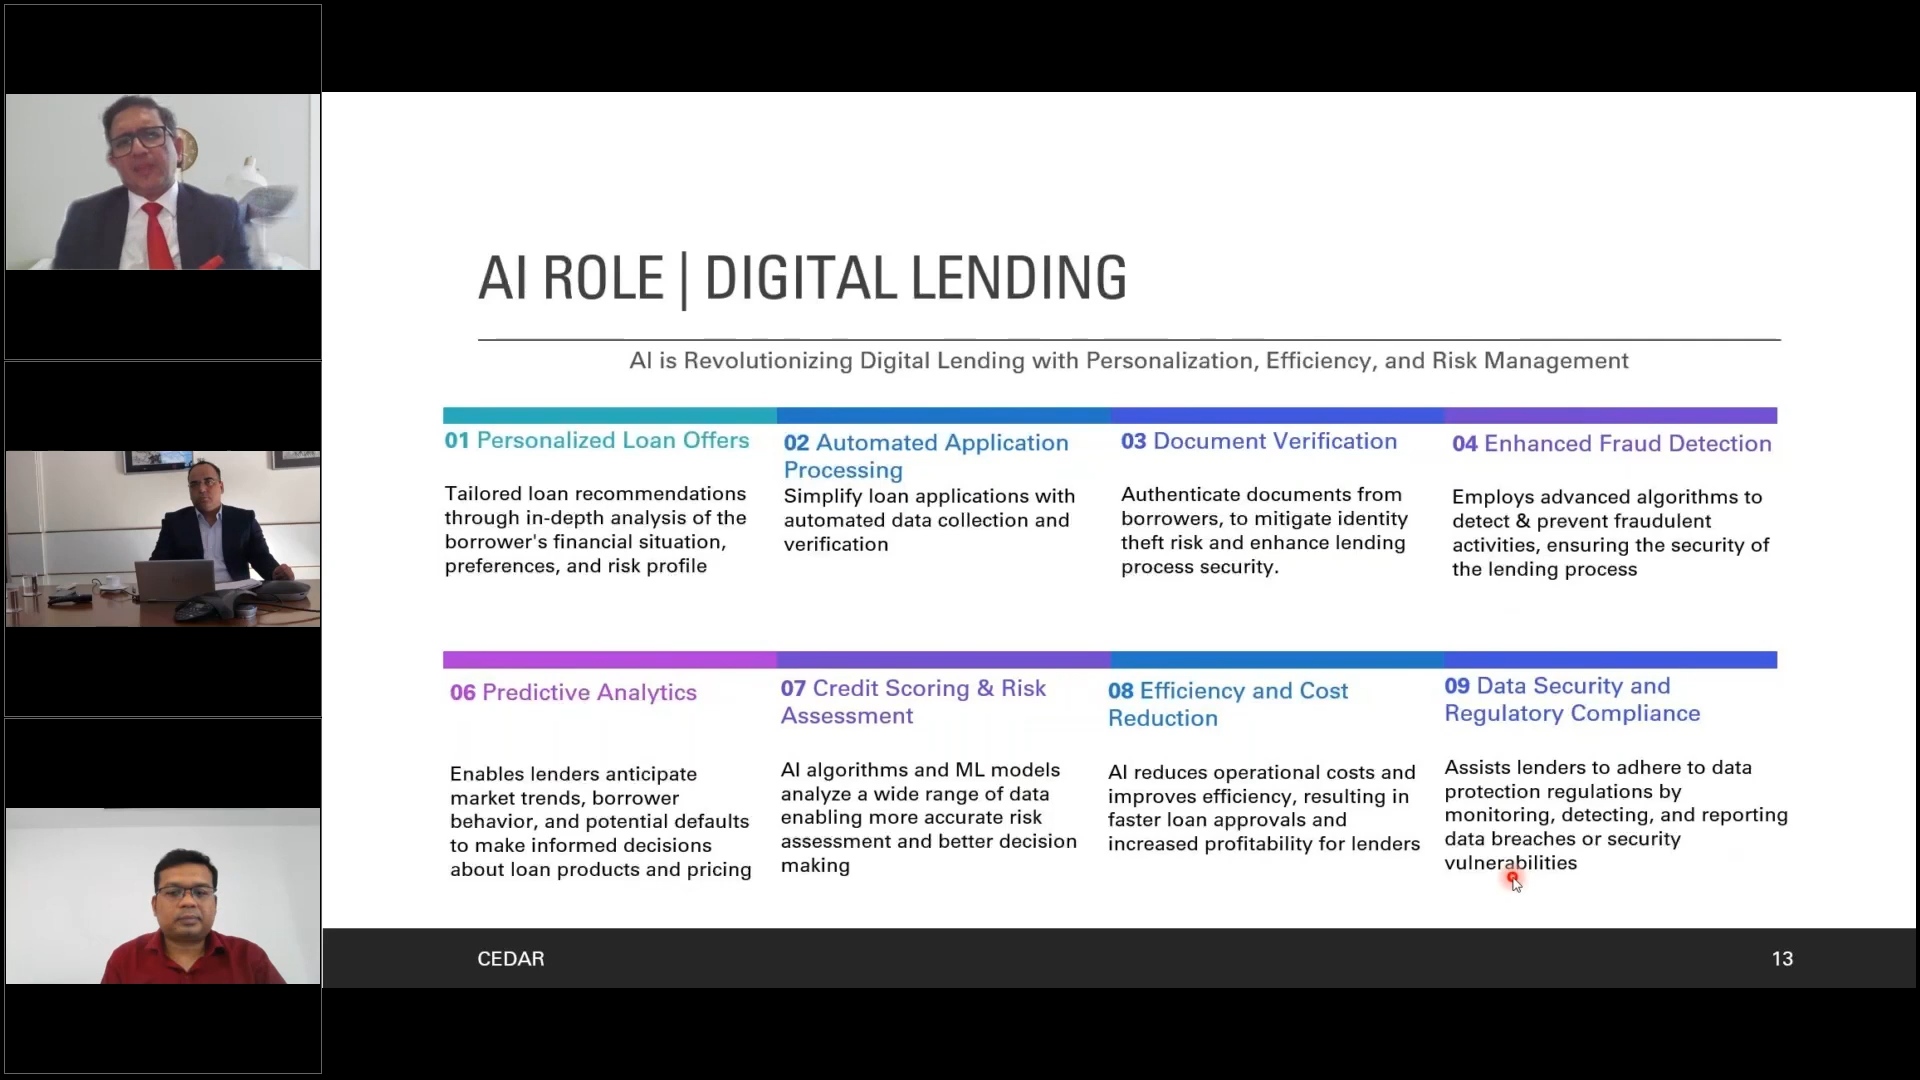 AI ROLE | DIGITAL LENDING
AI is Revolutionizing Digital Lending with Personalization, Efficiency, and Risk Management
01 Personalized Loan Offers
Tailored loan recommendations
through in-depth analysis of the
borrower's financial situation,
preferences, and risk profile
02 Automated Application
Processing
Simplify loan applications with
automated data collection and
verification
03 Document Verification
Authenticate documents from
borrowers, to mitigate identity
theft risk and enhance lending
process security.
04 Enhanced Fraud Detection
Employs advanced algorithms to
detect & prevent fraudulent
activities, ensuring the security of
the lending process
06 Predictive Analytics
Enables lenders anticipate
market trends, borrower
behavior, and potential defaults
to make informed decisions
about loan products and pricing
07 Credit Scoring & Risk
Assessment
AI algorithms and ML models
analyze a wide range of data
enabling more accurate risk
assessment and better decision
making
08 Efficiency and Cost
Reduction
AI reduces operational costs and
improves efficiency, resulting in
faster loan approvals and
increased profitability for lenders
09 Data Security and
Regulatory Compliance
Assists lenders to adhere to data
protection regulations by
monitoring, detecting, and reporting
data breaches or security
vulnerabilities
CEDAR
13